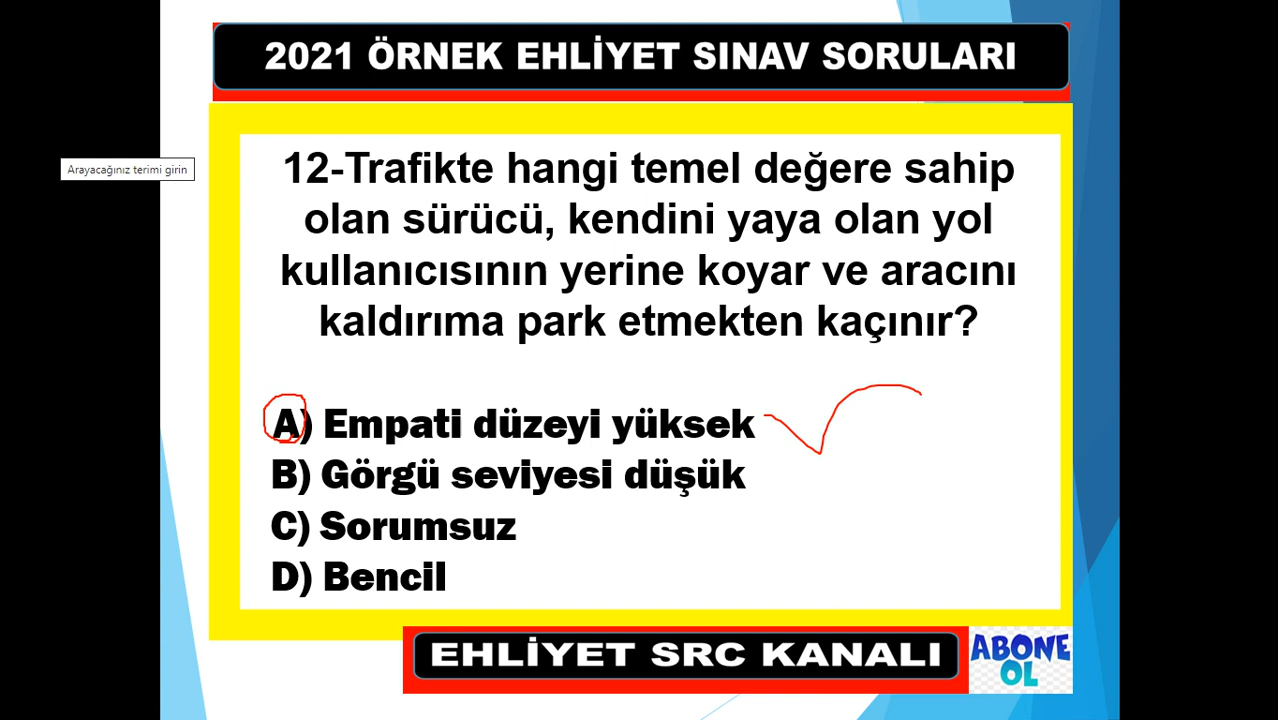 2021 ÖRNEK EHLİYET SINAV SORULARI
Arayacağınız terimi girin
12-Trafikte hangi temel değere sahip
olan sürücü, kendini yaya olan yol
kullanıcısının yerine koyar ve aracını
kaldırıma park etmekten kaçınır?
A) Empati düzeyi yüksek
B) Görgü seviyesi düşük
C) Sorumsuz
D) Bencil
EHLİYET SRC KANALI
ABONE
OL